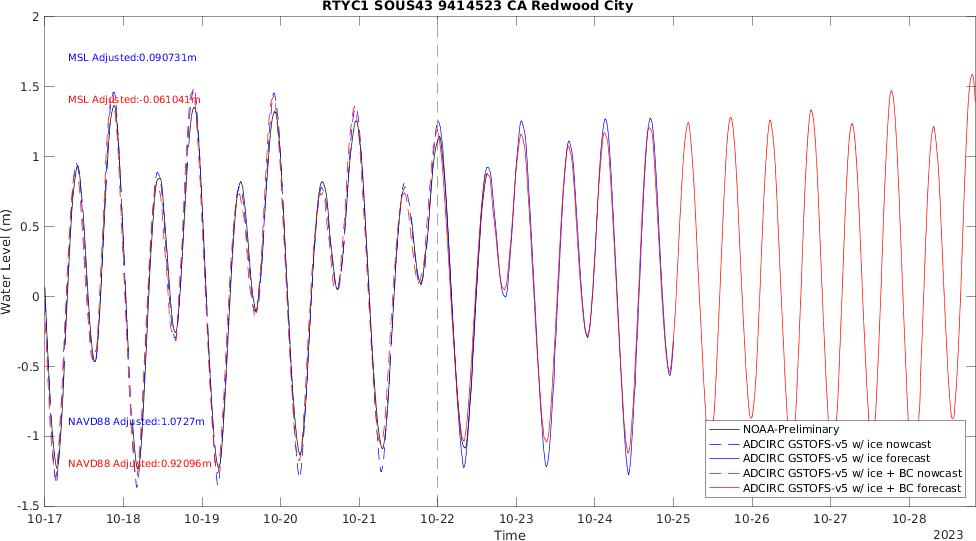 RTYC1 SOUS43 9414523 CA Redwood City
2
MSL Adjusted:0.090731m
1.5
MSL Adjusted:-0.061041m
1
0.5
Water Level (m)
0
-0.5
NAVD88 Adjusted:1.0727m
-1
NAVD88 Adjusted:0.92096m
-1.5
NOAA-Preliminary
ADCIRC GSTOFS-v5 w/ ice nowcast
ADCIRC GSTOFS-v5 w/ ice forecast
ADCIRC GSTOFS-v5 w/ ice + BC nowcast
ADCIRC GSTOFS-v5 w/ ice + BC forecast
10-17 10-18 10-19 10-20 10-21 10-22 10-23 10-24 10-25 10-26 10-27 10-28
Time
2023